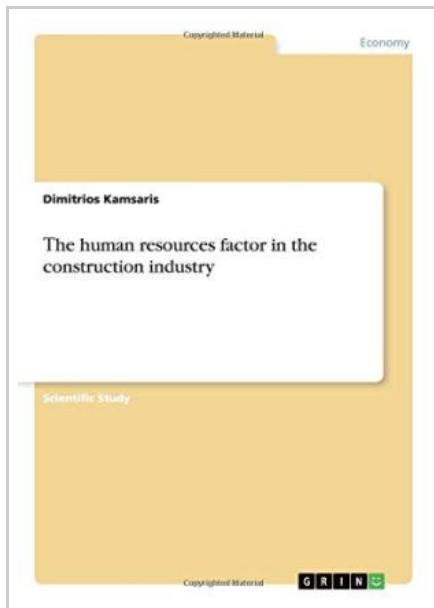 Copyrighted Material
Economy
Dimitrios Kamsaris
The human resources factor in the
construction industry
Scientific Study
Copyrighted Material
GRIN